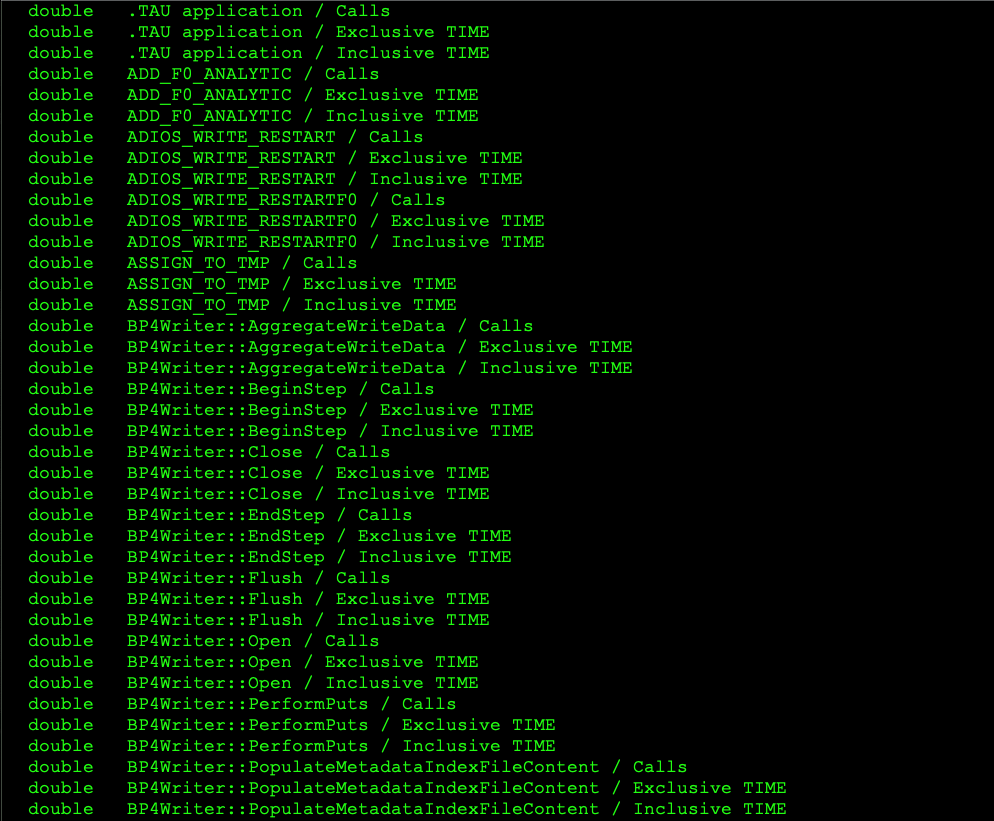 double .TAU application / Calls
double .TAU application / Exclusive TIME
double .TAU application / Inclusive TIME
double ADD_F0_ANALYTIC / Calls
double ADD_F0_ANALYTIC / Exclusive TIME
double ADD_F0_ANALYTIC / Inclusive TIME
double ADIOS_WRITE_RESTART / Calls
double ADIOS_WRITE_RESTART / Exclusive TIME
double ADIOS_WRITE_RESTART / Inclusive TIME
double ADIOS_WRITE_RESTARTF0 / Calls
double ADIOS_WRITE_RESTARTF0 / Exclusive TIME
double ADIOS_WRITE_RESTARTF0 / Inclusive TIME
double ASSIGN_TO_TMP / Calls
double ASSIGN_TO_TMP / Exclusive TIME
double ASSIGN_TO_TMP / Inclusive TIME
double BP4Writer::AggregateWriteData / Calls
double BP4Writer::AggregateWriteData / Exclusive TIME
double BP4Writer::AggregateWriteData / Inclusive TIME
double BP4Writer::BeginStep / Calls
double BP4Writer::BeginStep / Exclusive TIME
double BP4Writer::BeginStep / Inclusive TIME
double BP4Writer::Close / Calls
double BP4Writer::Close / Exclusive TIME
double BP4Writer::Close / Inclusive TIME
double BP4Writer::EndStep / Calls
double BP4Writer::EndStep / Exclusive TIME
double BP4Writer::EndStep / Inclusive TIME
double BP4Writer::Flush / Calls
double BP4Writer::Flush / Exclusive TIME
double BP4Writer::Flush / Inclusive TIME
double BP4Writer::Open / Calls
double BP4Writer::Open / Exclusive TIME
double BP4Writer::Open / Inclusive TIME
double BP4Writer::PerformPuts / Calls
double BP4Writer::PerformPuts / Exclusive TIME
double BP4Writer::PerformPuts / Inclusive TIME
double BP4Writer::PopulateMetadataIndexFileContent / Calls
double BP4Writer::PopulateMetadataIndexFileContent / Exclusive TIME
double BP4Writer::PopulateMetadataIndexFileContent / Inclusive TIME